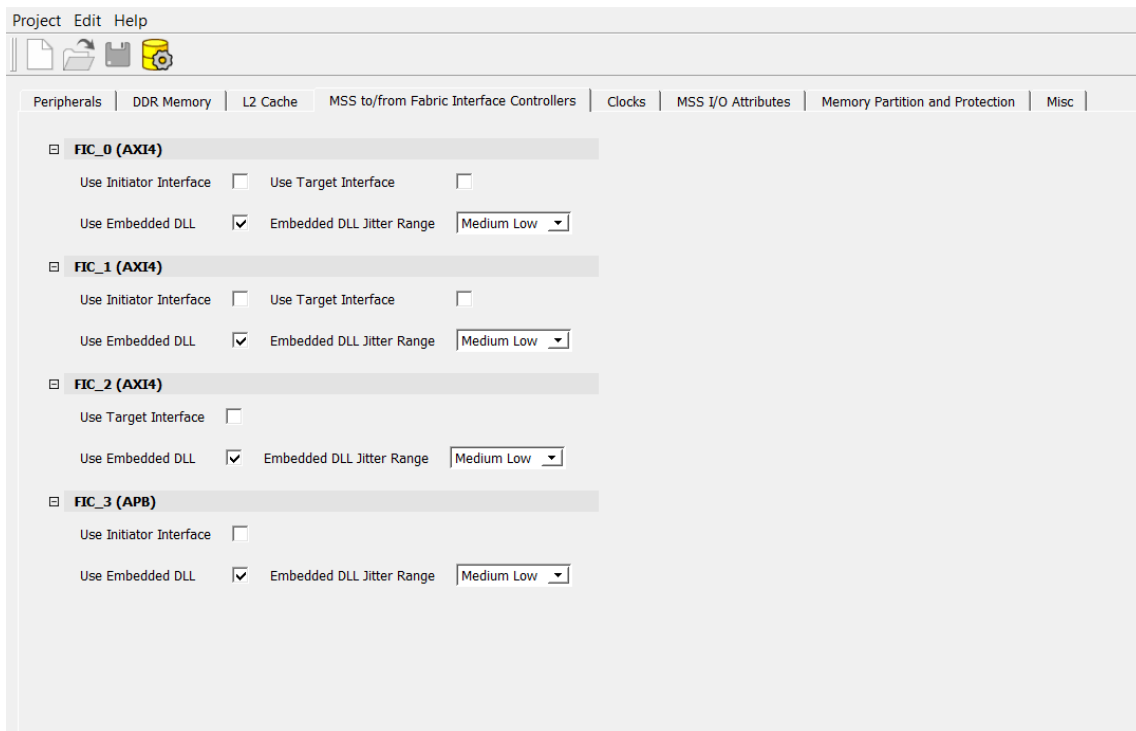 Project Edit Help
Peripherals DDR Memory L2 Cache MSS to/from Fabric Interface Controllers Clocks MSS I/O Attributes Memory Partition and Protection Misc
FIC_0 (AXI4)
Use Initiator Interface Use Target Interface
Use Embedded DLL Embedded DLL Jitter Range Medium Low
FIC_1 (AXI4)
Use Initiator Interface Use Target Interface
Use Embedded DLL Embedded DLL Jitter Range Medium Low
FIC_2 (AXI4)
Use Target Interface
Use Embedded DLL Embedded DLL Jitter Range Medium Low
FIC_3 (APB)
Use Initiator Interface
Use Embedded DLL Embedded DLL Jitter Range Medium Low